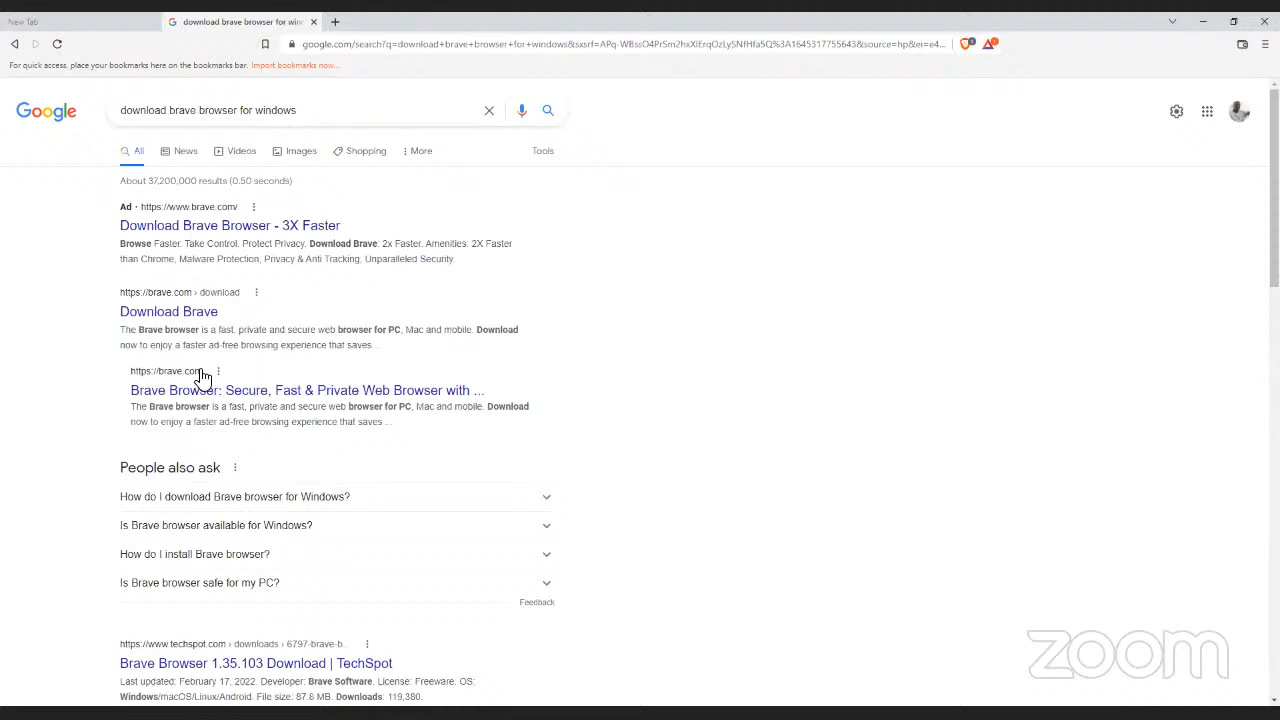 New Tab
download brave browser for win
google.com/search?q=download+brave+browser+for+windows&sxsrf=APq-WBssO4PrSm2hxXlErqOzLySNfHfa5Q%3A1645317755643&source=hp&ei=e4...
For quick access, place your bookmarks here on the bookmarks bar. Import bookmarks now...
Google
download brave browser for windows
All
News
Videos
Images
Shopping
More
Tools
About 37,200,000 results (0.50 seconds)
Ad · https://www.brave.com/
Download Brave Browser - 3X Faster
Browse Faster. Take Control. Protect Privacy. Download Brave: 2x Faster. Amenities: 2X Faster
than Chrome, Malware Protection, Privacy & Anti Tracking, Unparalleled Security.
https://brave.com › download
Download Brave
The Brave browser is a fast, private and secure web browser for PC, Mac and mobile. Download
now to enjoy a faster ad-free browsing experience that saves ...
https://brave.com
Brave Browser: Secure, Fast & Private Web Browser with ...
The Brave browser is a fast, private and secure web browser for PC, Mac and mobile. Download
now to enjoy a faster ad-free browsing experience that saves ...
People also ask
How do I download Brave browser for Windows?
Is Brave browser available for Windows?
How do I install Brave browser?
Is Brave browser safe for my PC?
Feedback
https://www.techspot.com › downloads › 6797-brave-b...
Brave Browser 1.35.103 Download | TechSpot
Last updated: February 17, 2022. Developer: Brave Software. License: Freeware. OS:
Windows/macOS/Linux/Android. File size: 87.8 MB. Downloads: 119,380.
zoom